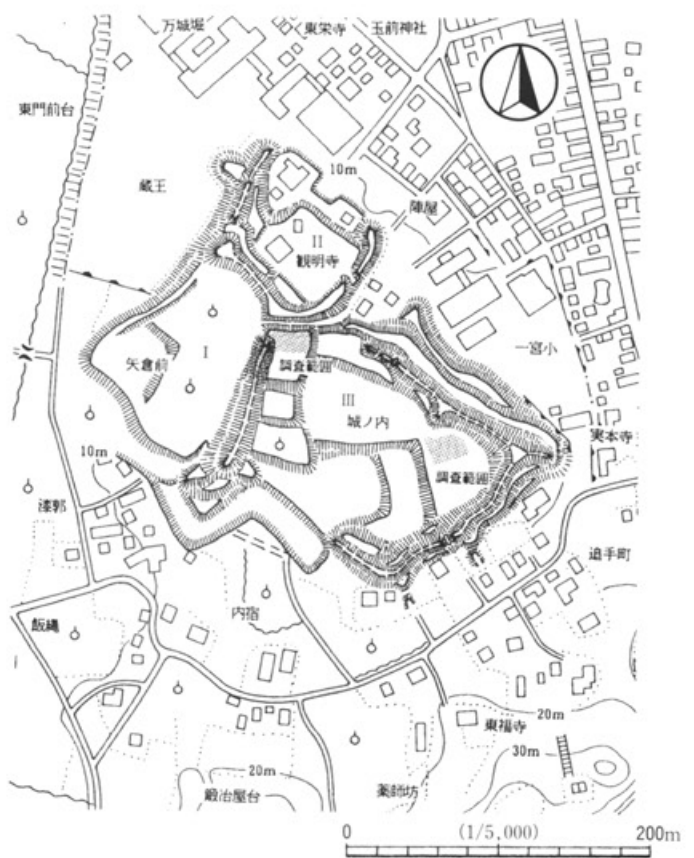 万城堀
東栄寺
玉前神社
東門前台
10m
蔵王
陣屋
II
観明寺
矢倉前
I
調査範囲
一宮小
III
城ノ内
実本寺
10m
調査範囲
漆郭
追手町
飯縄
内宿
20m
東福寺
30m
20m
鍛冶屋台
薬師坊
0
(1/5,000)
200m